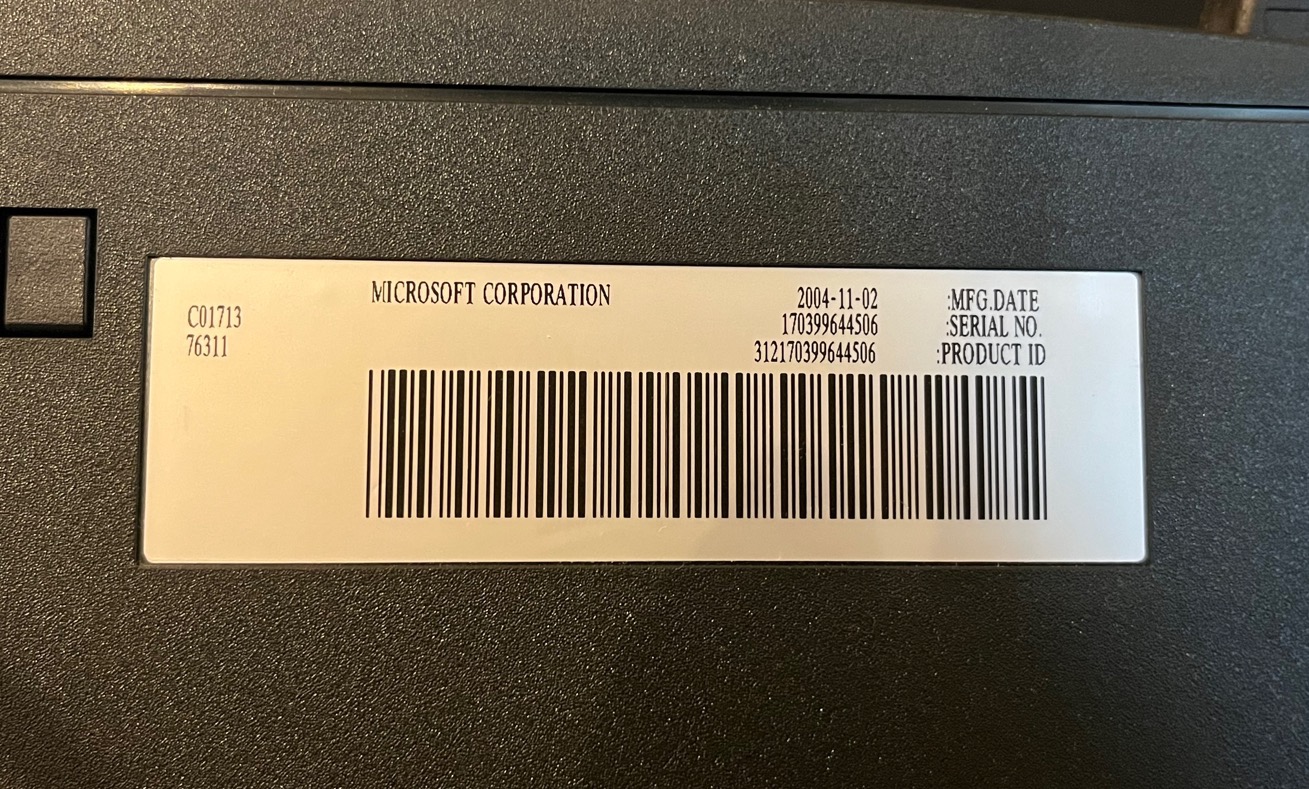 MICROSOFT CORPORATION
C01713
76311
2004-11-02 :MFG.DATE
170399644506 :SERIAL NO.
312170399644506 :PRODUCT ID